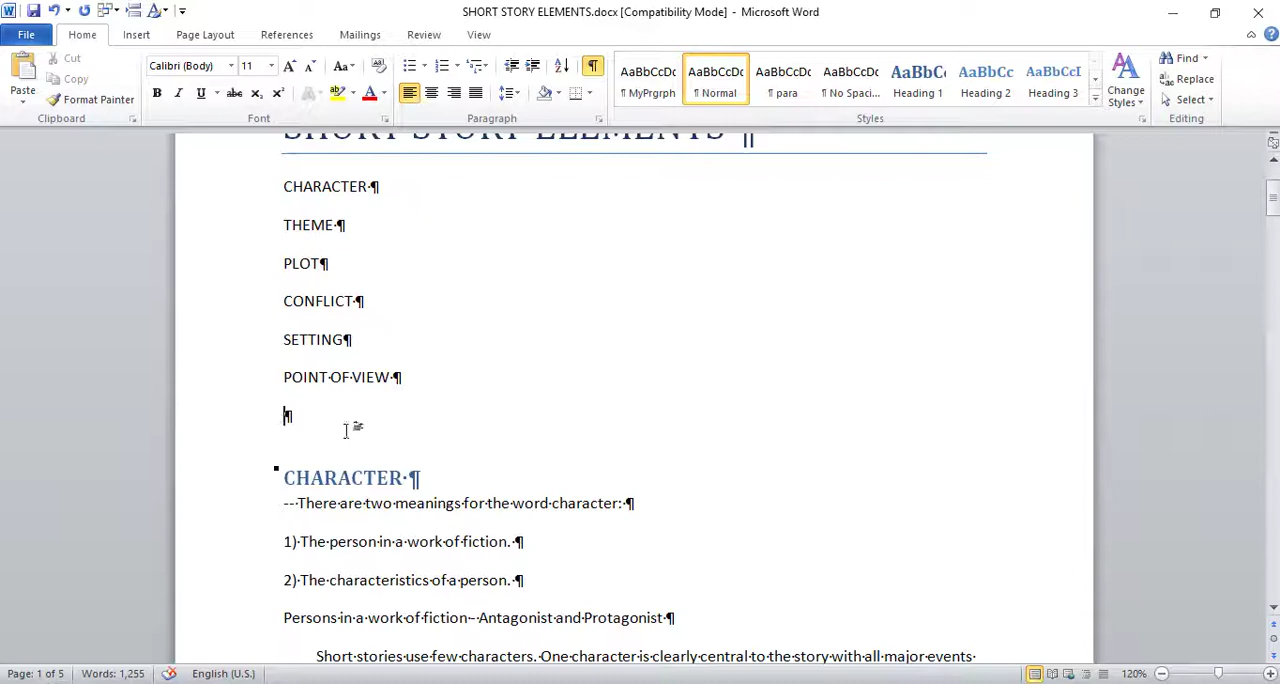 SHORT STORY ELEMENTS.docx [Compatibility Mode] - Microsoft Word
File Home Insert Page Layout References Mailings Review View
Cut
Copy
Format Painter
Paste
Clipboard
Calibri (Body) 11
Font
Paragraph
AaBbCcDc AaBbCcDc AaBbCcDc AaBbCcDc AaBbCc AaBbCc AaBbCcI
¶ MyPrgrph ¶ Normal ¶ para ¶ No Spaci... Heading 1 Heading 2 Heading 3
Change Styles
Styles
Find
Replace
Select
Editing
SHORT STORY ELEMENTS ¶
CHARACTER·¶
THEME·¶
PLOT¶
CONFLICT·¶
SETTING¶
POINT·OF·VIEW·¶
¶
CHARACTER·¶
--·There·are·two·meanings·for·the·word·character:·¶
1)·The·person·in·a·work·of·fiction.·¶
2)·The·characteristics·of·a·person.·¶
Persons·in·a·work·of·fiction·-·Antagonist·and·Protagonist·¶
Short·stories·use·few·characters.·One·character·is·clearly·central·to·the·story·with·all·major·events·
Page: 1 of 5 Words: 1,255 English (U.S.) 120%